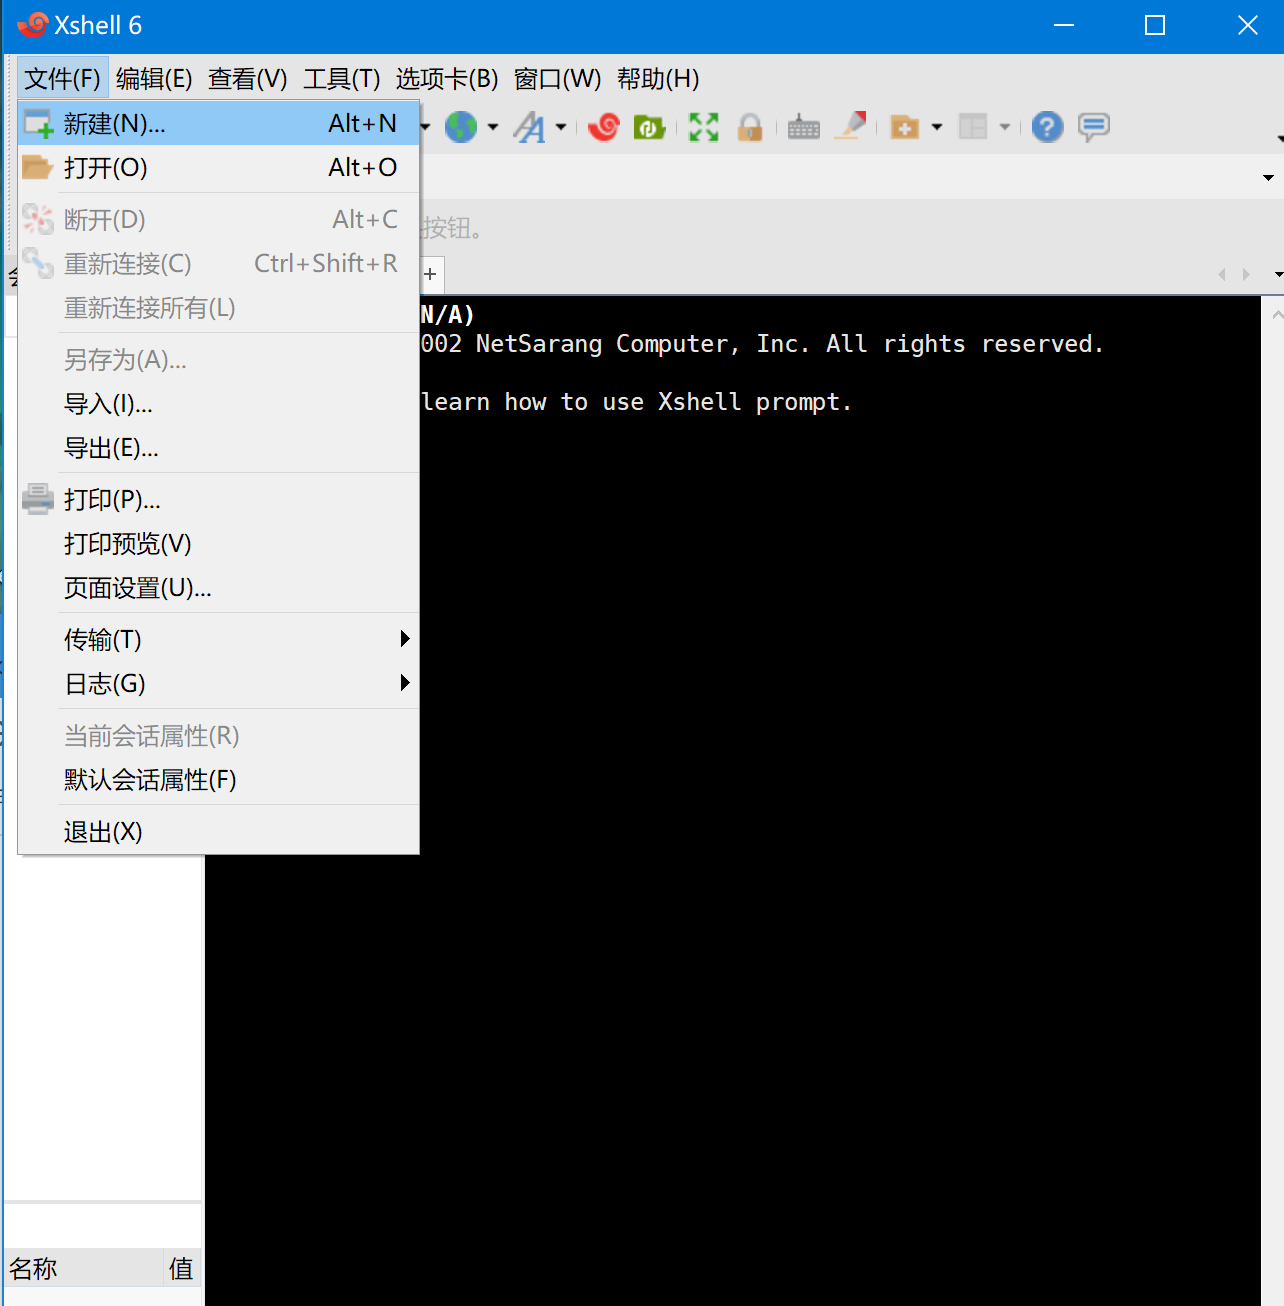 Xshell 6
文件(F) 编辑(E) 查看(V) 工具(T) 选项卡(B) 窗口(W) 帮助(H)
新建(N)... Alt+N
打开(O) Alt+O
断开(D) Alt+C
按钮。
重新连接(C) Ctrl+Shift+R
+
重新连接所有(L)
N/A)
002 NetSarang Computer, Inc. All rights reserved.
另存为(A)...
导入(I)...
learn how to use Xshell prompt.
导出(E)...
打印(P)...
打印预览(V)
页面设置(U)...
传输(T)
日志(G)
当前会话属性(R)
默认会话属性(F)
退出(X)
名称 值